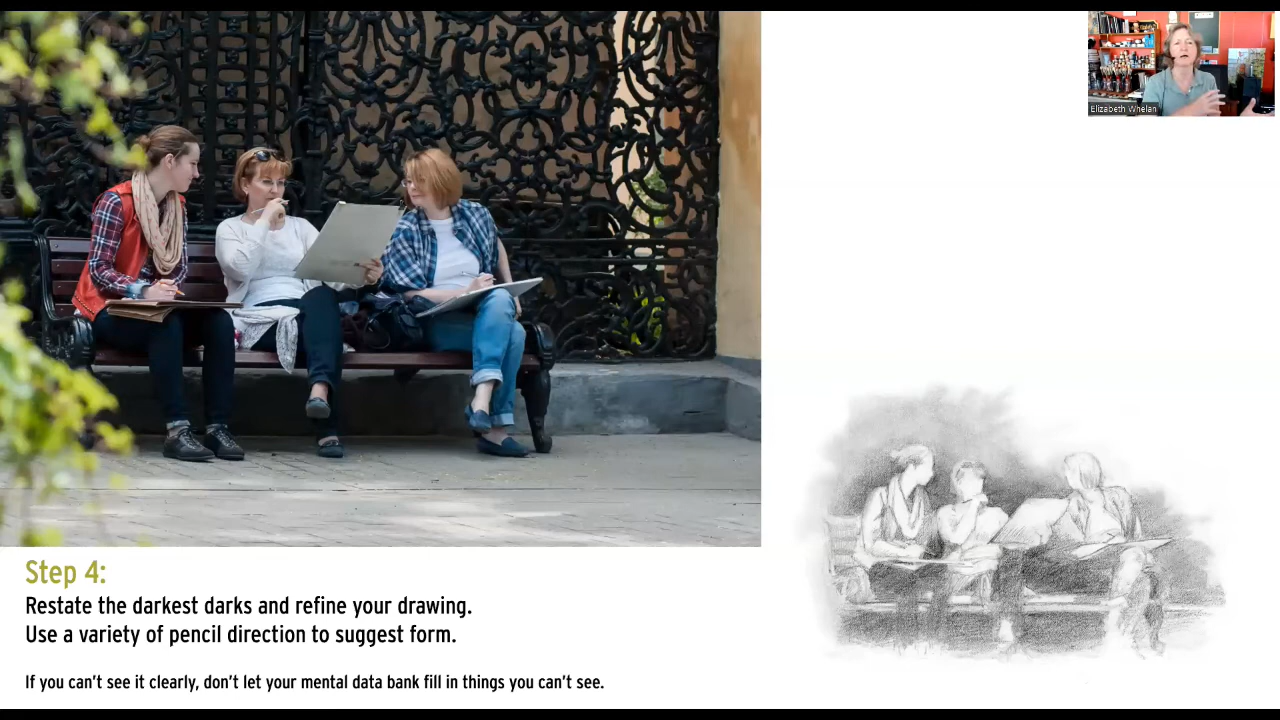 Elizabeth Whelan
Step 4:
Restate the darkest darks and refine your drawing.
Use a variety of pencil direction to suggest form.
If you can't see it clearly, don't let your mental data bank fill in things you can't see.